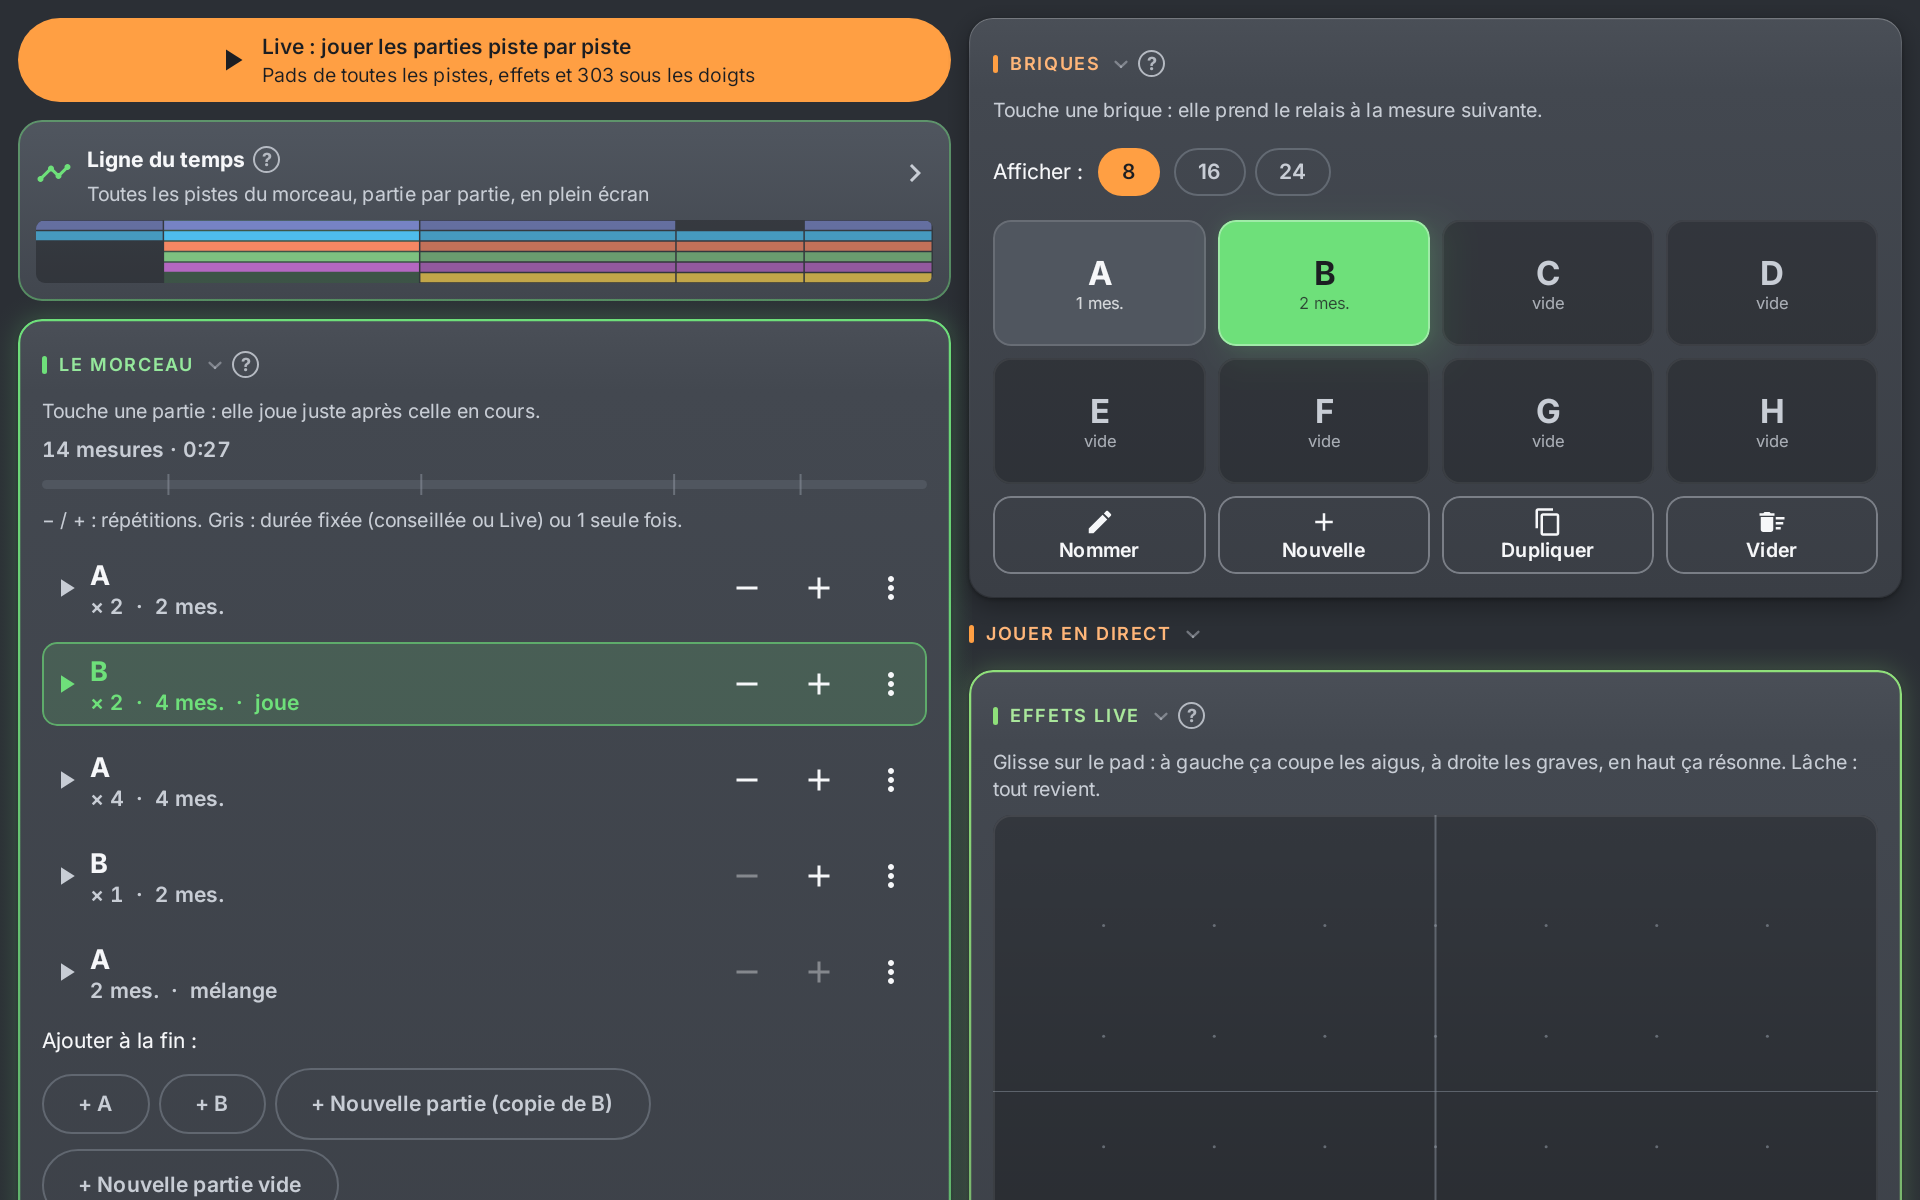 Live : jouer les parties piste par piste
Pads de toutes les pistes, effets et 303 sous les doigts
Ligne du temps ?
Toutes les pistes du morceau, partie par partie, en plein écran
LE MORCEAU ?
Touche une partie : elle joue juste après celle en cours.
14 mesures · 0:27
− / + : répétitions. Gris : durée fixée (conseillée ou Live) ou 1 seule fois.
A
× 2 · 2 mes.
B
× 2 · 4 mes. · joue
A
× 4 · 4 mes.
B
× 1 · 2 mes.
A
2 mes. · mélange
Ajouter à la fin :
+ A + B + Nouvelle partie (copie de B)
+ Nouvelle partie vide
BRIQUES ?
Touche une brique : elle prend le relais à la mesure suivante.
Afficher : 8 16 24
A B C D
1 mes. 2 mes. vide vide
E F G H
vide vide vide vide
Nommer Nouvelle Dupliquer Vider
JOUER EN DIRECT
EFFETS LIVE ?
Glisse sur le pad : à gauche ça coupe les aigus, à droite les graves, en haut ça résonne. Lâche :
tout revient.